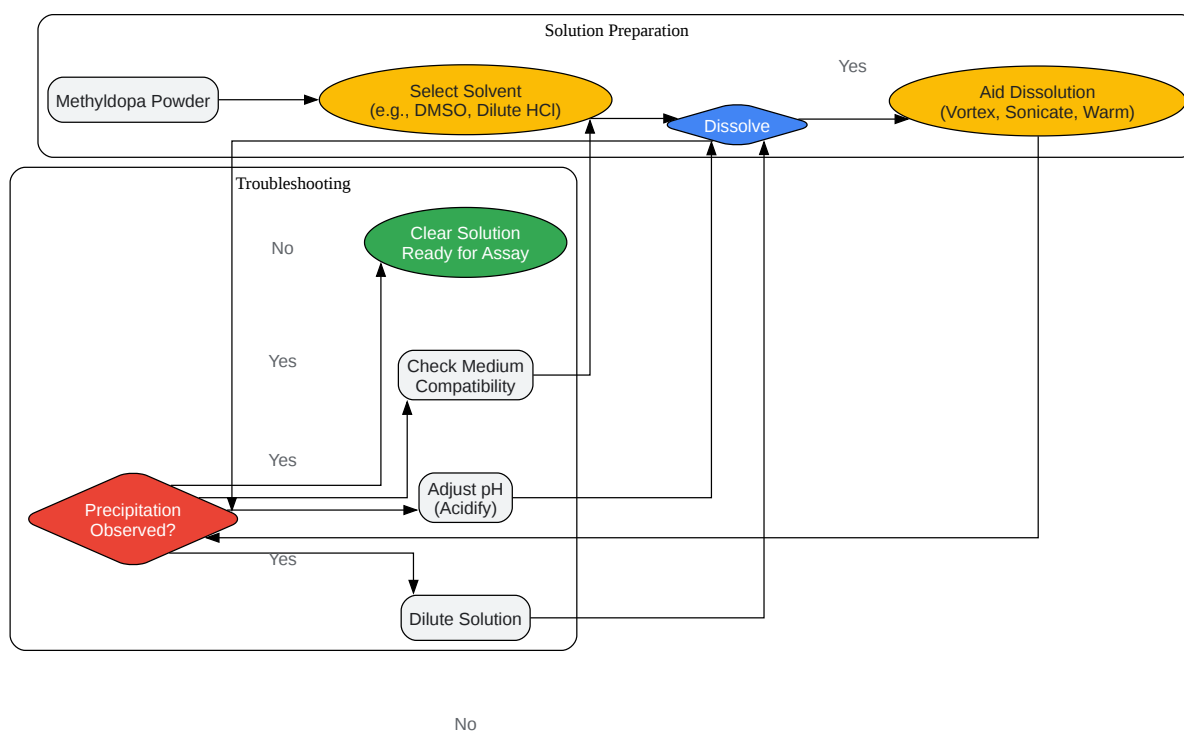 Solution Preparation
Yes
Methyldopa Powder
Select Solvent
(e.g., DMSO, Dilute HCl)
Dissolve
Aid Dissolution
(Vortex, Sonicate, Warm)
Troubleshooting
No
Clear Solution
Ready for Assay
Yes
Check Medium
Compatibility
Yes
Adjust pH
(Acidify)
Precipitation
Observed?
Yes
Dilute Solution
No